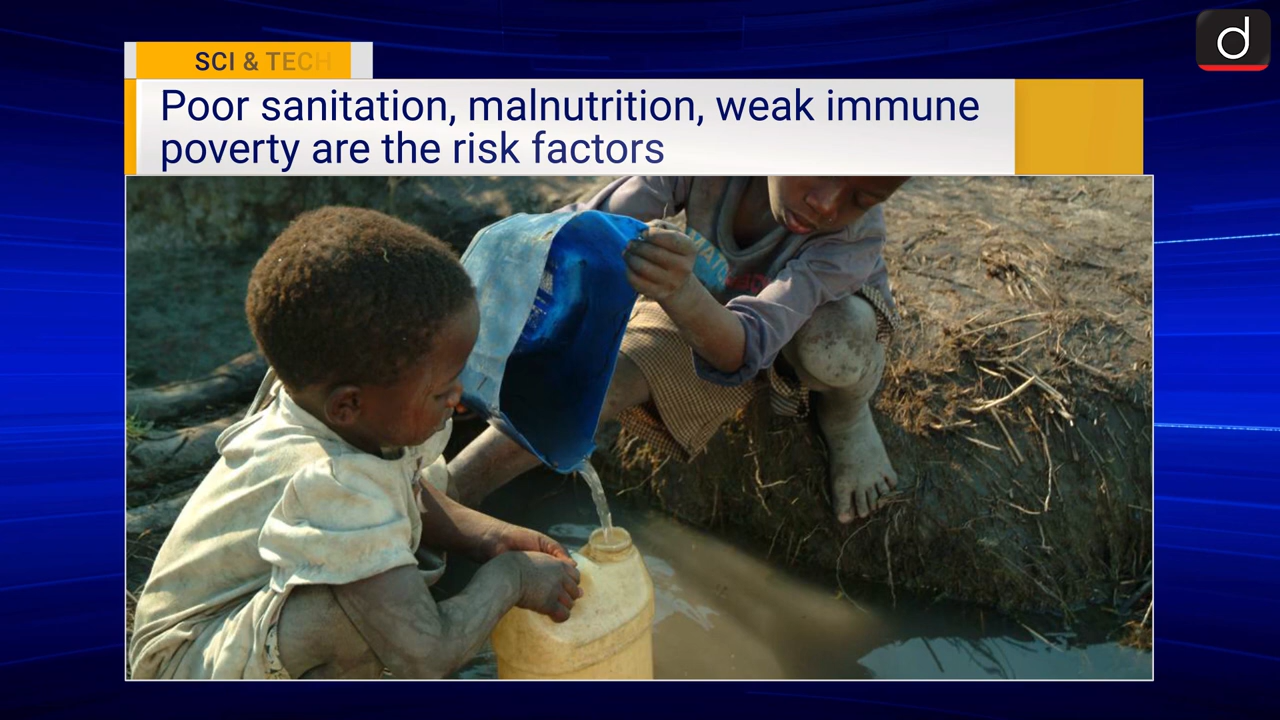 SCI & TECH
Poor sanitation, malnutrition, weak immune
poverty are the risk factors
d